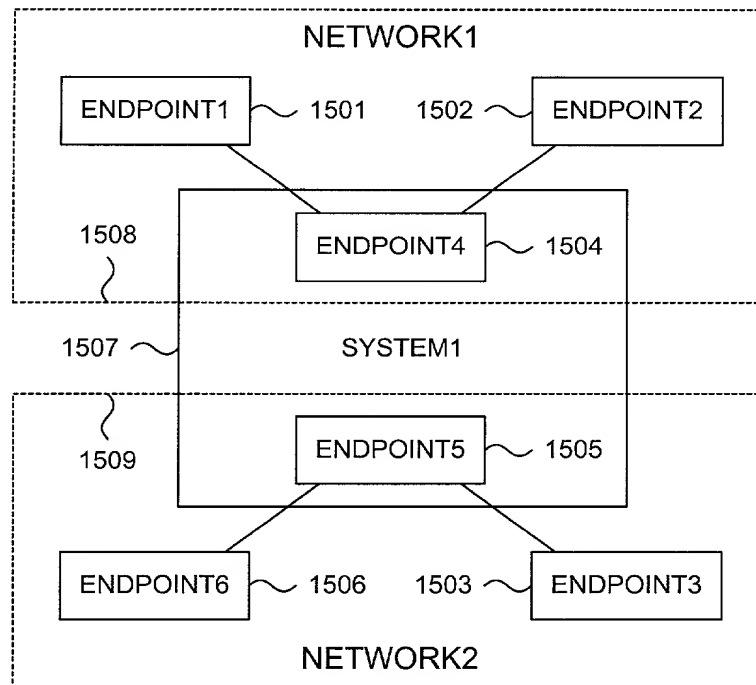 NETWORK1
ENDPOINT1 1501 1502 ENDPOINT2
1508 ENDPOINT4 1504
1507 SYSTEM1
1509 ENDPOINT5 1505
ENDPOINT6 1506 1503 ENDPOINT3
NETWORK2